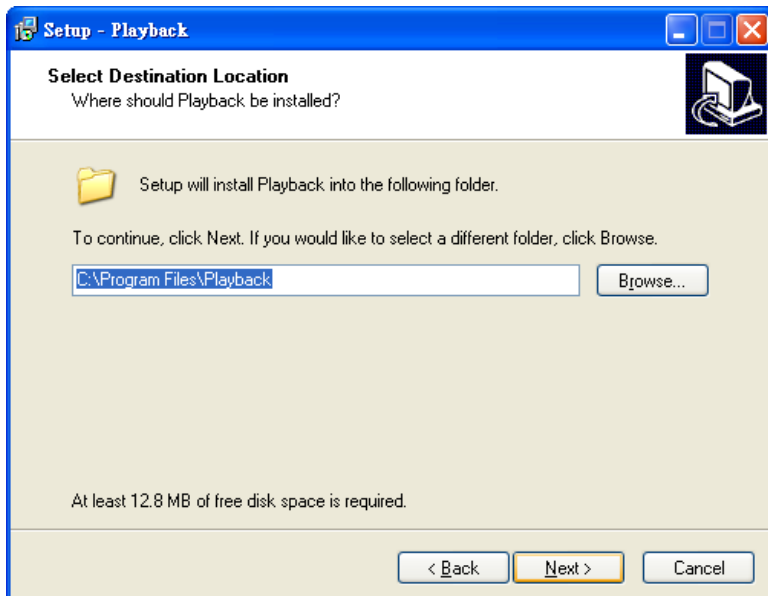 Setup - Playback
Select Destination Location
Where should Playback be installed?
Setup will install Playback into the following folder.
To continue, click Next. If you would like to select a different folder, click Browse.
C:\Program Files\Playback
Browse...
At least 12.8 MB of free disk space is required.
< Back
Next >
Cancel